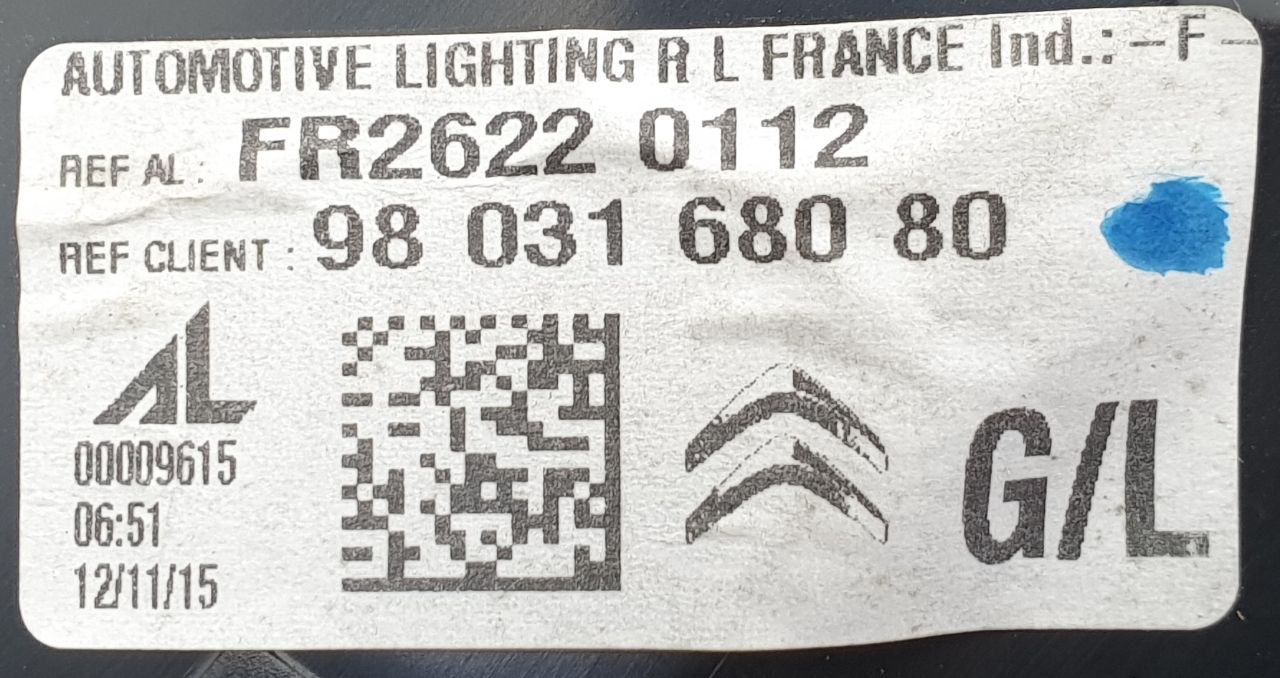 AUTOMOTIVE LIGHTING R L FRANCE Ind.: -F-
REF AL : FR2622 0112
REF CLIENT : 98 031 680 80
AL
00009615
06:51
12/11/15
G/L